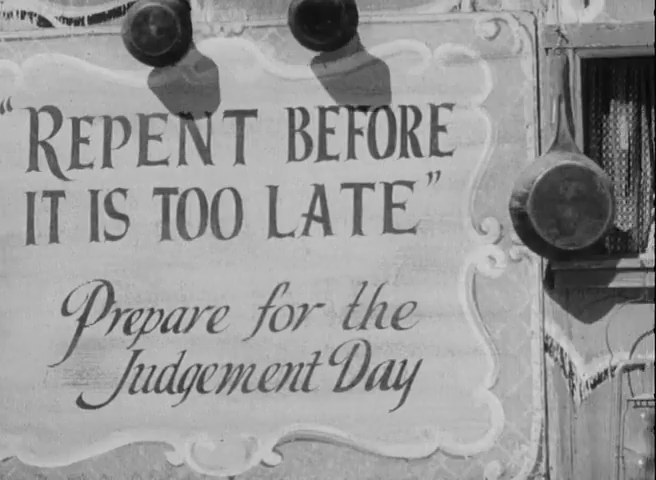 "REPENT BEFORE
IT IS TOO LATE"
Prepare for the
Judgement Day